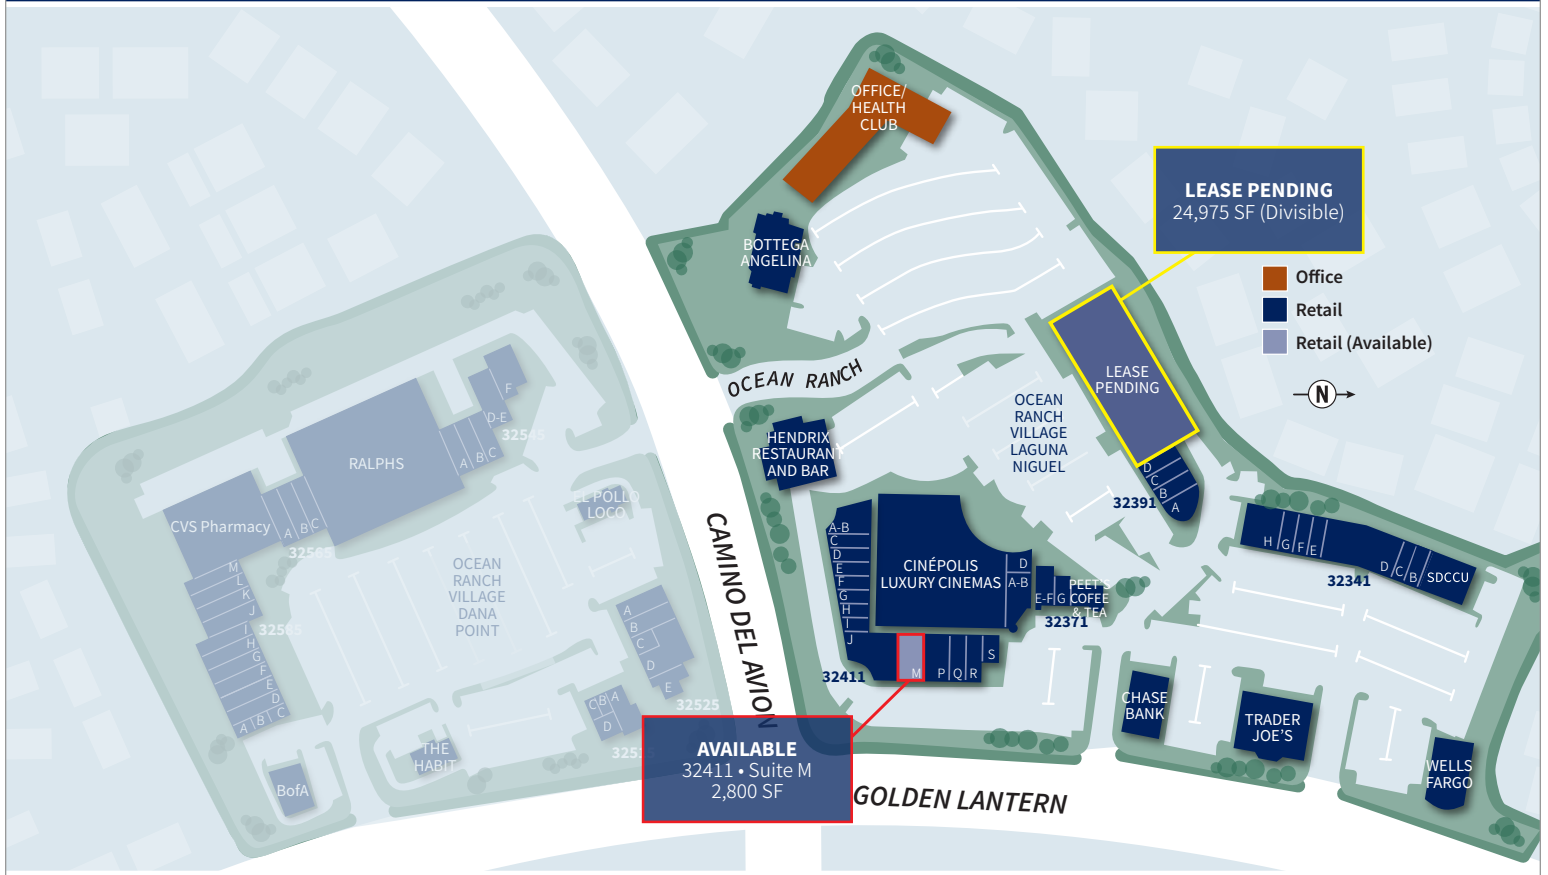 OFFICE/
HEALTH
CLUB
BOTTEGA
ANGELINA
LEASE PENDING
24,975 SF (Divisible)
Office
Retail
Retail (Available)
N
LEASE
PENDING
OCEAN RANCH
OCEAN
RANCH
VILLAGE
LAGUNA
NIGUEL
HENDRIX
RESTAURANT
AND BAR
D
C
B
A
32391
H
G
F
E
D
C
B
SDCCU
32341
A-B
C
D
E
F
G
H
I
J
CINÉPOLIS
LUXURY CINEMAS
D
A-B
E-F
G
PEET'S
COFEE
& TEA
32371
32411
M
P
Q
R
S
CHASE
BANK
TRADER
JOE'S
WELLS
FARGO
CAMINO DEL AVION
GOLDEN LANTERN
AVAILABLE
32411 • Suite M
2,800 SF
F
D-E
32545
A
B
C
RALPHS
CVS Pharmacy
A
B
C
EL POLLO
LOCO
M
L
K
J
I
H
G
F
E
D
C
B
A
OCEAN
RANCH
VILLAGE
DANA
POINT
A
B
C
D
E
32525
C
B
A
D
THE
HABIT
BofA